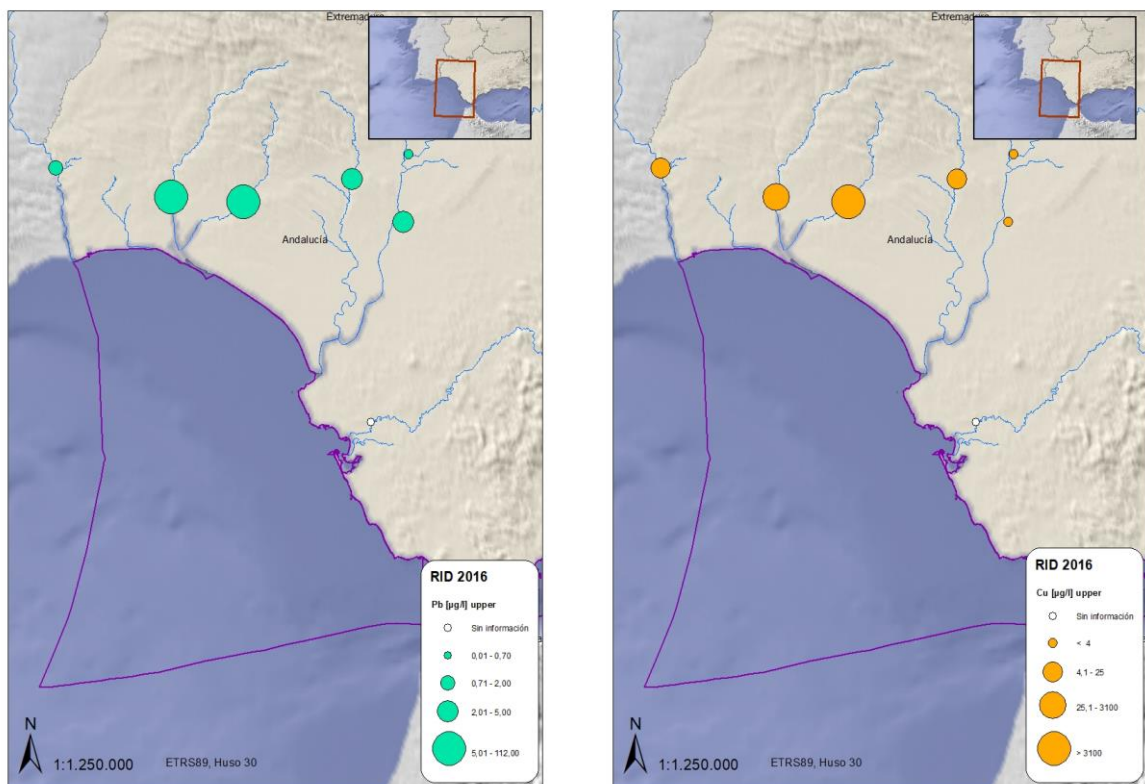 Extremadura
Andalucía
RID 2016
Pb [µg/l] upper
Sin información
0,01 - 0,70
0,71 - 2,00
2,01 - 5,00
5,01 - 112,00
N
1:1.250.000
ETRS89, Huso 30
Extremadura
Andalucía
RID 2016
Cu [µg/l] upper
Sin información
< 4
4,1 - 25
25,1 - 3100
> 3100
N
1:1.250.000
ETRS89, Huso 30